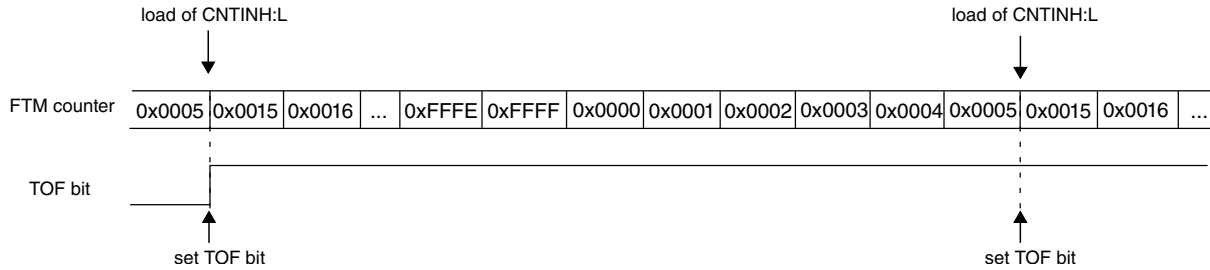 load of CNTINH:L load of CNTINH:L
FTM counter 0x0005 0x0015 0x0016 ... 0xFFFE 0xFFFF 0x0000 0x0001 0x0002 0x0003 0x0004 0x0005 0x0015 0x0016 ...
TOF bit
set TOF bit set TOF bit